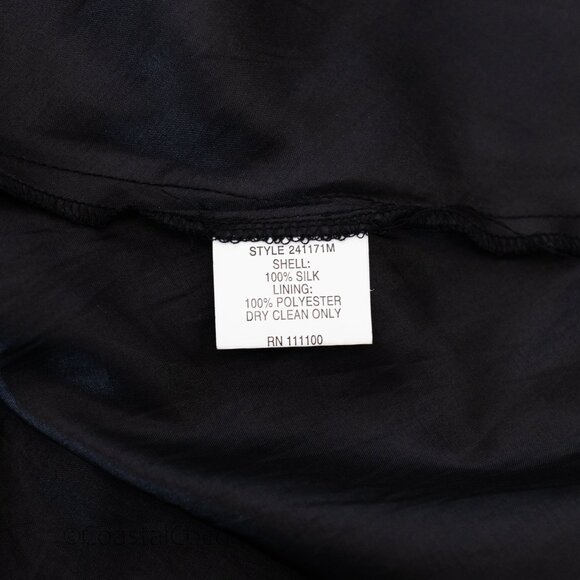 STYLE 241171M
SHELL:
100% SILK
LINING:
100% POLYESTER
DRY CLEAN ONLY
RN 111100